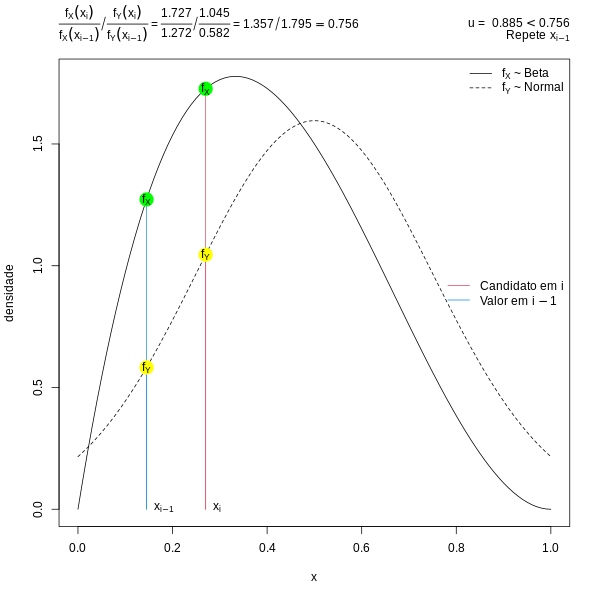 fX(xi)/fX(xi−1) / fY(xi)/fY(xi−1) = 1.727/1.272 / 1.045/0.582 = 1.357/1.795 = 0.756
u = 0.885 < 0.756
Repete xi−1
fX ~ Beta
fY ~ Normal
fX
fX
fY
fY
Candidato em i
Valor em i − 1
xi−1
xi
densidade
0.0
0.5
1.0
1.5
0.0 0.2 0.4 0.6 0.8 1.0
x